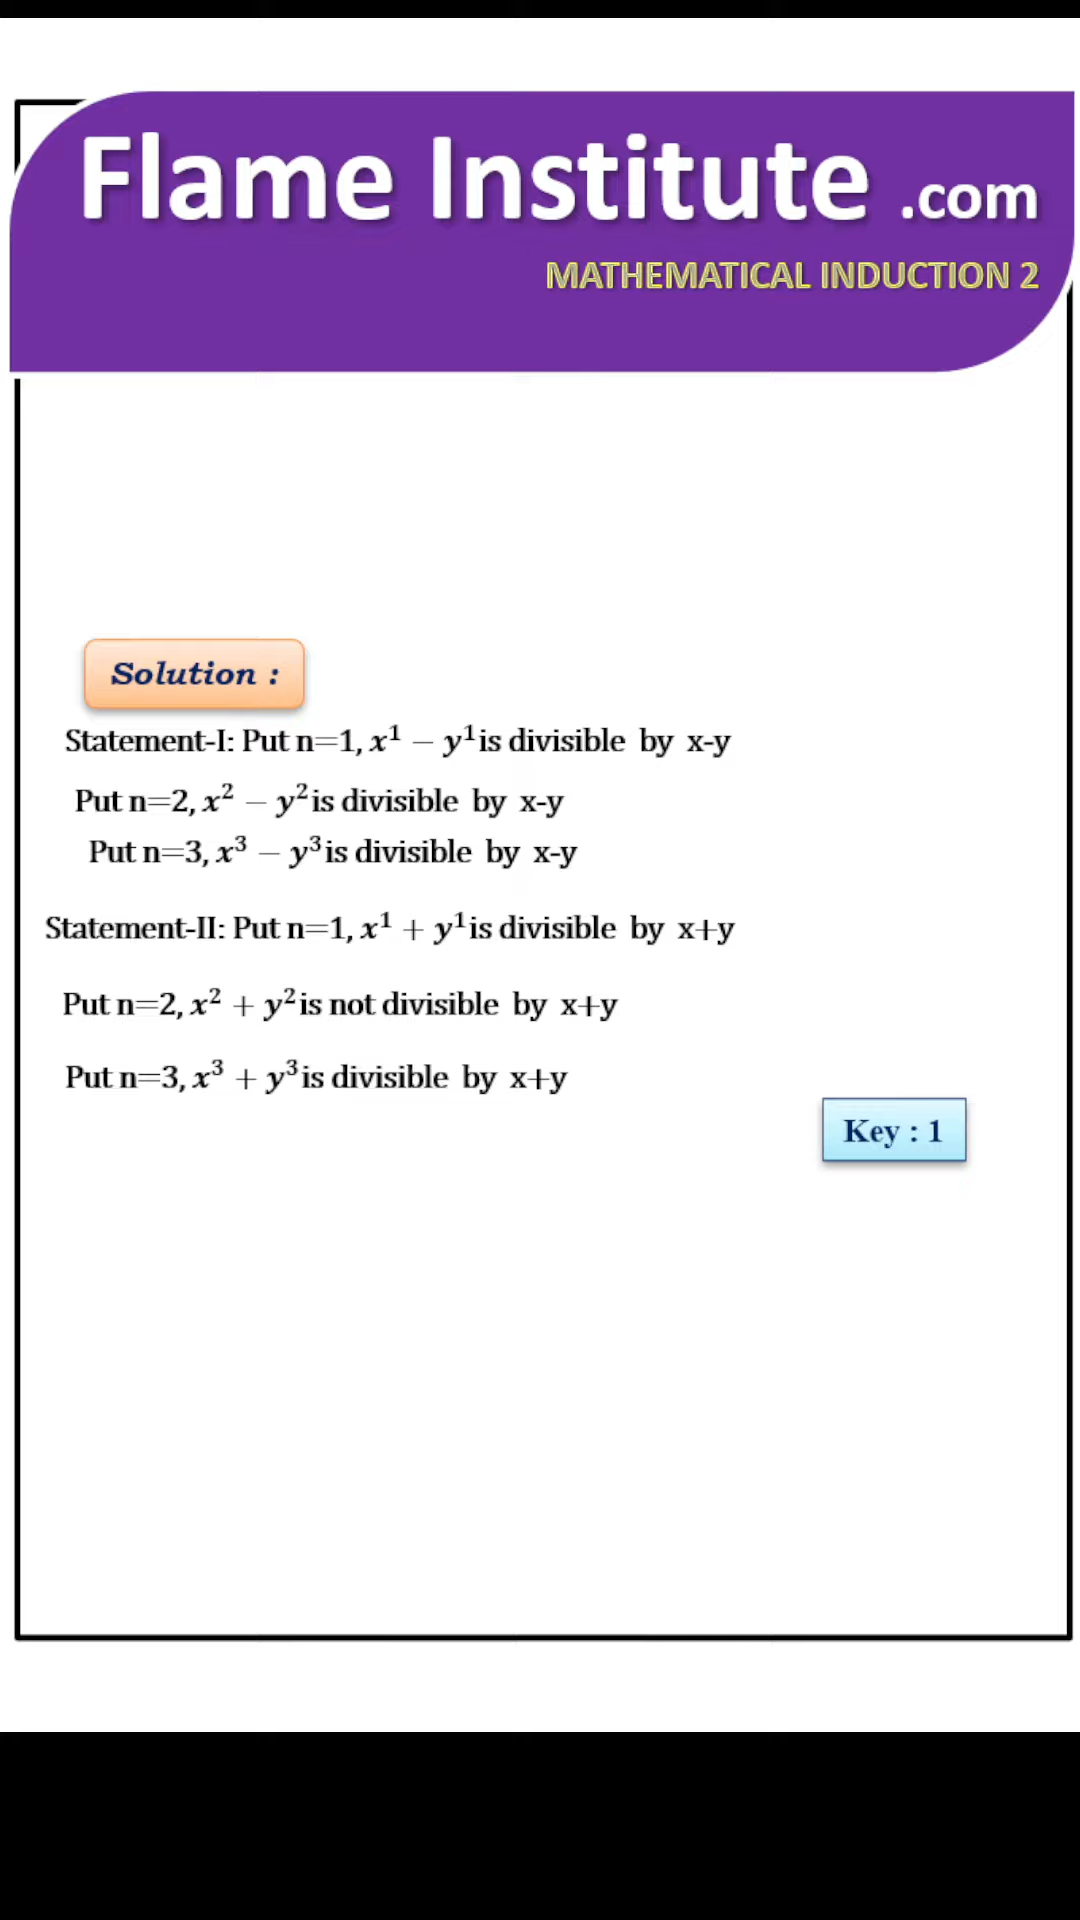 Flame Institute .com
MATHEMATICAL INDUCTION 2
Solution :
Statement-I: Put n=1, x¹ − y¹ is divisible by x-y
Put n=2, x² − y² is divisible by x-y
Put n=3, x³ − y³ is divisible by x-y
Statement-II: Put n=1, x¹ + y¹ is divisible by x+y
Put n=2, x² + y² is not divisible by x+y
Put n=3, x³ + y³ is divisible by x+y
Key : 1